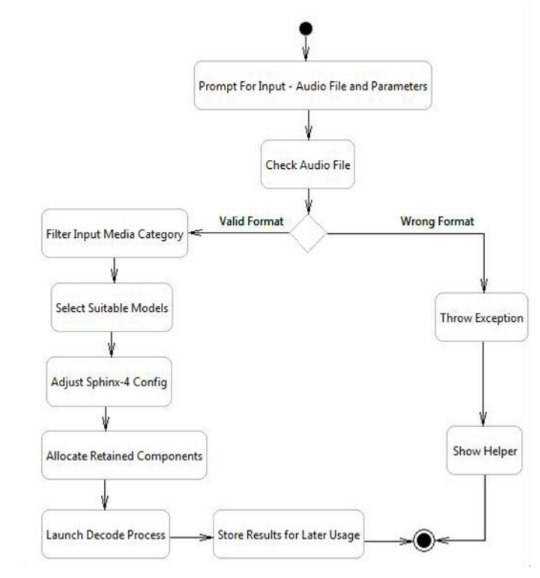 Prompt For Input - Audio File and Parameters
Check Audio File
Valid Format
Wrong Format
Filter Input Media Category
Select Suitable Models
Throw Exception
Adjust Sphinx-4 Config
Allocate Retained Components
Show Helper
Launch Decode Process
Store Results for Later Usage